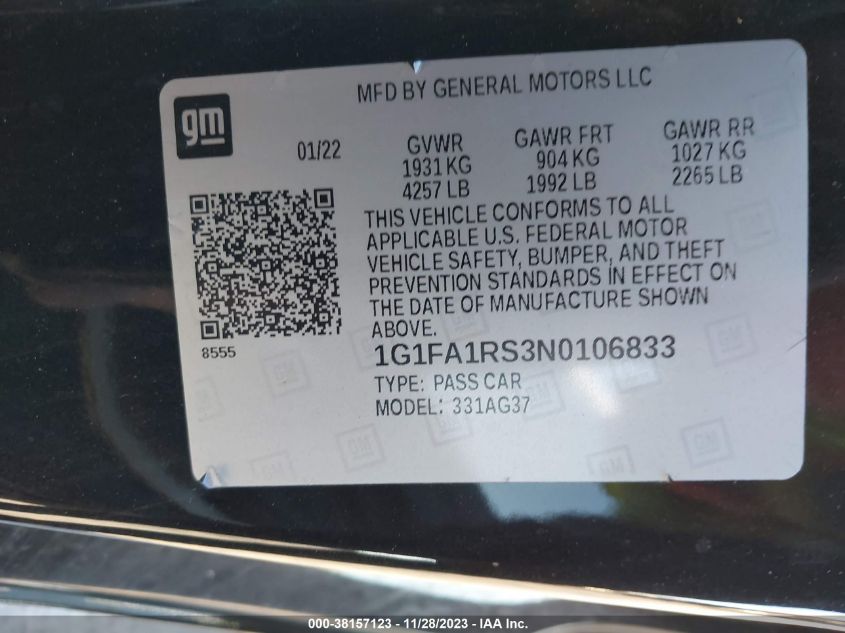 MFD BY GENERAL MOTORS LLC
gm
01/22
GVWR
1931 KG
4257 LB
GAWR FRT
904 KG
1992 LB
GAWR RR
1027 KG
2265 LB
THIS VEHICLE CONFORMS TO ALL
APPLICABLE U.S. FEDERAL MOTOR
VEHICLE SAFETY, BUMPER, AND THEFT
PREVENTION STANDARDS IN EFFECT ON
THE DATE OF MANUFACTURE SHOWN
ABOVE.
8555
1G1FA1RS3N0106833
TYPE: PASS CAR
MODEL: 331AG37
000-38157123 - 11/28/2023 - IAA Inc.